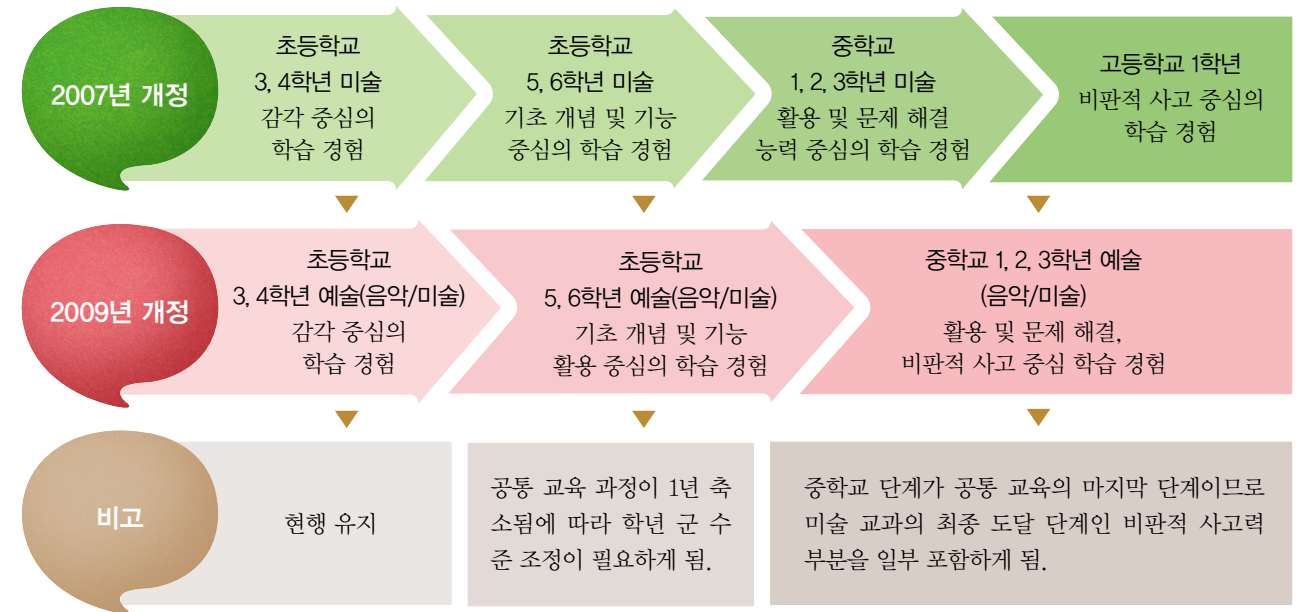 2007년 개정
초등학교
3, 4학년 미술
감각 중심의
학습 경험
초등학교
5, 6학년 미술
기초 개념 및 기능
중심의 학습 경험
중학교
1, 2, 3학년 미술
활용 및 문제 해결
능력 중심의 학습 경험
고등학교 1학년
비판적 사고 중심의
학습 경험
2009년 개정
초등학교
3, 4학년 예술(음악/미술)
감각 중심의
학습 경험
초등학교
5, 6학년 예술(음악/미술)
기초 개념 및 기능
활용 중심의 학습 경험
중학교 1, 2, 3학년 예술
(음악/미술)
활용 및 문제 해결,
비판적 사고 중심 학습 경험
비고
현행 유지
공통 교육 과정이 1년 축
소됨에 따라 학년 군 수
준 조정이 필요하게 됨.
중학교 단계가 공통 교육의 마지막 단계이므로
미술 교과의 최종 도달 단계인 비판적 사고력
부분을 일부 포함하게 됨.